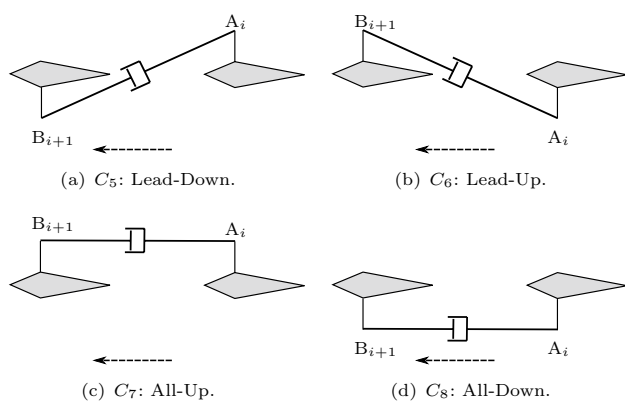 A_i
B_{i+1}
B_{i+1}
A_i
(a) C_5: Lead-Down.
(b) C_6: Lead-Up.
B_{i+1}
A_i
B_{i+1}
A_i
(c) C_7: All-Up.
(d) C_8: All-Down.